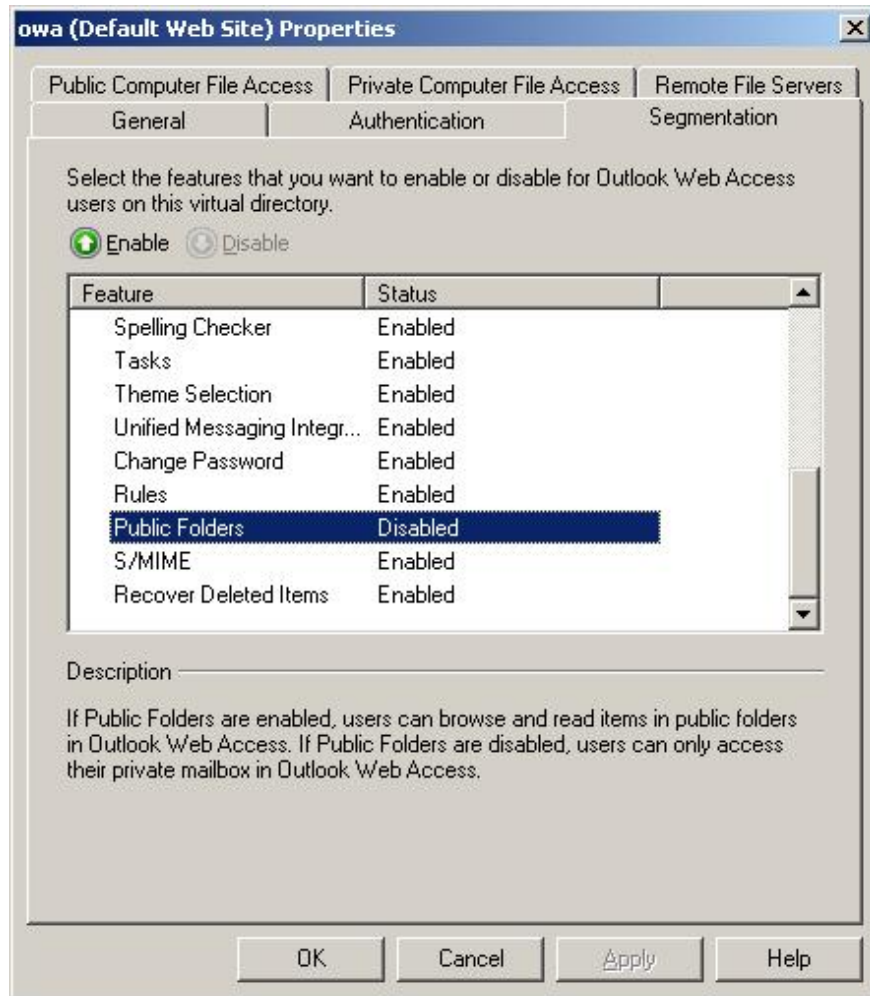 owa (Default Web Site) Properties
Public Computer File Access Private Computer File Access Remote File Servers
General Authentication Segmentation
Select the features that you want to enable or disable for Outlook Web Access
users on this virtual directory.
Enable Disable
Feature Status
Spelling Checker Enabled
Tasks Enabled
Theme Selection Enabled
Unified Messaging Integr... Enabled
Change Password Enabled
Rules Enabled
Public Folders Disabled
S/MIME Enabled
Recover Deleted Items Enabled
Description
If Public Folders are enabled, users can browse and read items in public folders
in Outlook Web Access. If Public Folders are disabled, users can only access
their private mailbox in Outlook Web Access.
OK Cancel Apply Help